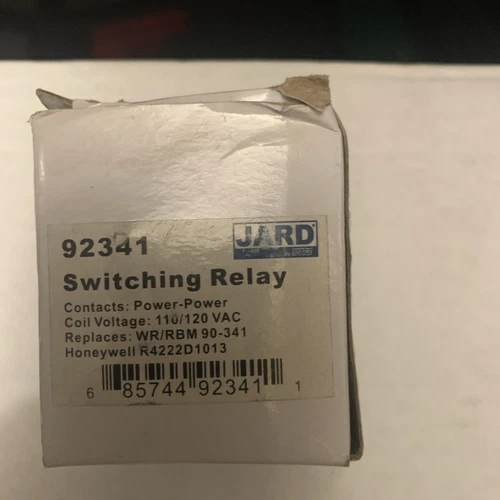 92341 JARD
Switching Relay
Contacts: Power-Power
Coil Voltage: 110/120 VAC
Replaces: WR/RBM 90-341
Honeywell R4222D1013
6 85744 92341 1